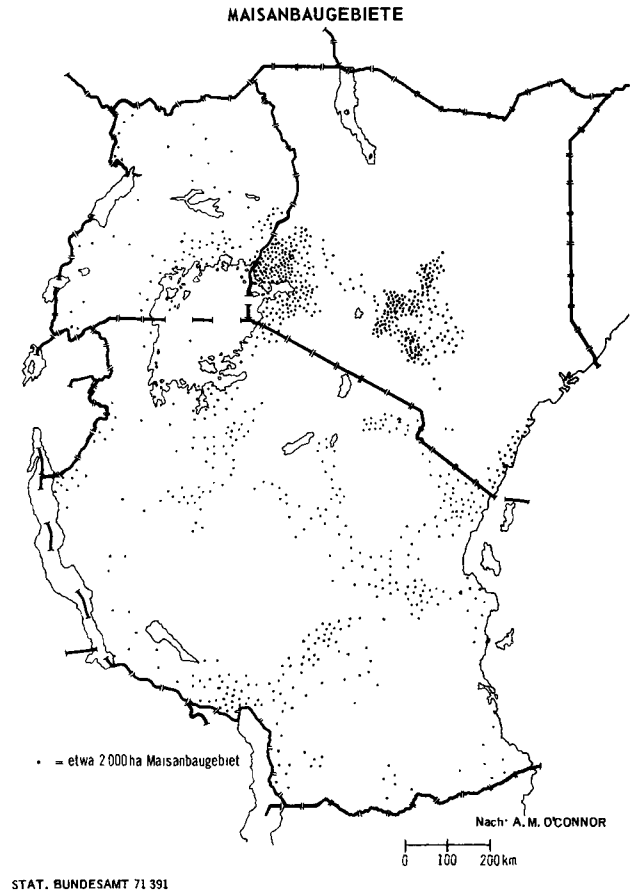 MAISANBAUGEBIETE
• = etwa 2 000 ha Maisanbaugebiet
Nach: A. M. O'CONNOR
0 100 200 km
STAT. BUNDESAMT 71 391